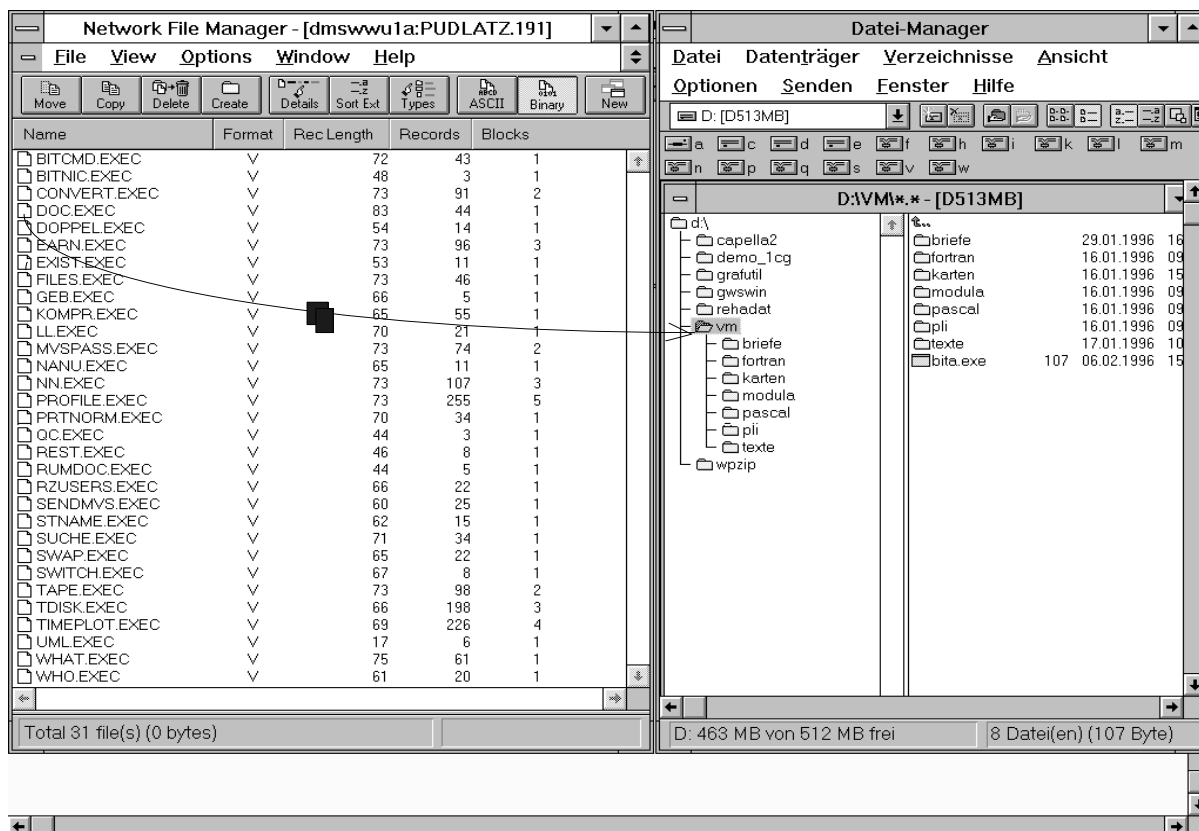 Network File Manager - [dmswwu1a:PUDLATZ.191]
File View Options Window Help
Move Copy Delete Create Details Sort Ext Types ASCII Binary New
Name Format Rec Length Records Blocks
BITCMD.EXEC V 72 43 1
BITNIC.EXEC V 48 3 1
CONVERT.EXEC V 73 91 2
DOC.EXEC V 83 44 1
DOPPEL.EXEC V 54 14 1
EARN.EXEC V 73 96 3
EXIST.EXEC V 53 11 1
FILES.EXEC V 73 46 1
GEB.EXEC V 66 5 1
KOMPR.EXEC V 65 55 1
LL.EXEC V 70 21 1
MVSPASS.EXEC V 73 74 2
NANU.EXEC V 65 11 1
NN.EXEC V 73 107 3
PROFILE.EXEC V 73 255 5
PRTNORM.EXEC V 70 34 1
QC.EXEC V 44 3 1
REST.EXEC V 46 8 1
RUMDOC.EXEC V 44 5 1
RZUSERS.EXEC V 66 22 1
SENDMVS.EXEC V 60 25 1
STNAME.EXEC V 62 15 1
SUCHE.EXEC V 71 34 1
SWAP.EXEC V 65 22 1
SWITCH.EXEC V 67 8 1
TAPE.EXEC V 73 98 2
TDISK.EXEC V 66 198 3
TIMEPLOT.EXEC V 69 226 4
UML.EXEC V 17 6 1
WHAT.EXEC V 75 61 1
WHO.EXEC V 61 20 1
Total 31 file(s) (0 bytes)
Datei-Manager
Datei Datenträger Verzeichnisse Ansicht
Optionen Senden Fenster Hilfe
D: [D513MB]
a c d e f h i k l m
n p q s v w
D:\VM\*.* - [D513MB]
d:\
capella2
demo_1cg
grafutil
gwswin
rehadat
vm
briefe
fortran
karten
modula
pascal
pli
texte
wpzip
briefe 29.01.1996 16
fortran 16.01.1996 09
karten 16.01.1996 15
modula 16.01.1996 09
pascal 16.01.1996 09
pli 16.01.1996 09
texte 17.01.1996 10
bita.exe 107 06.02.1996 15
D: 463 MB von 512 MB frei 8 Datei(en) (107 Byte)